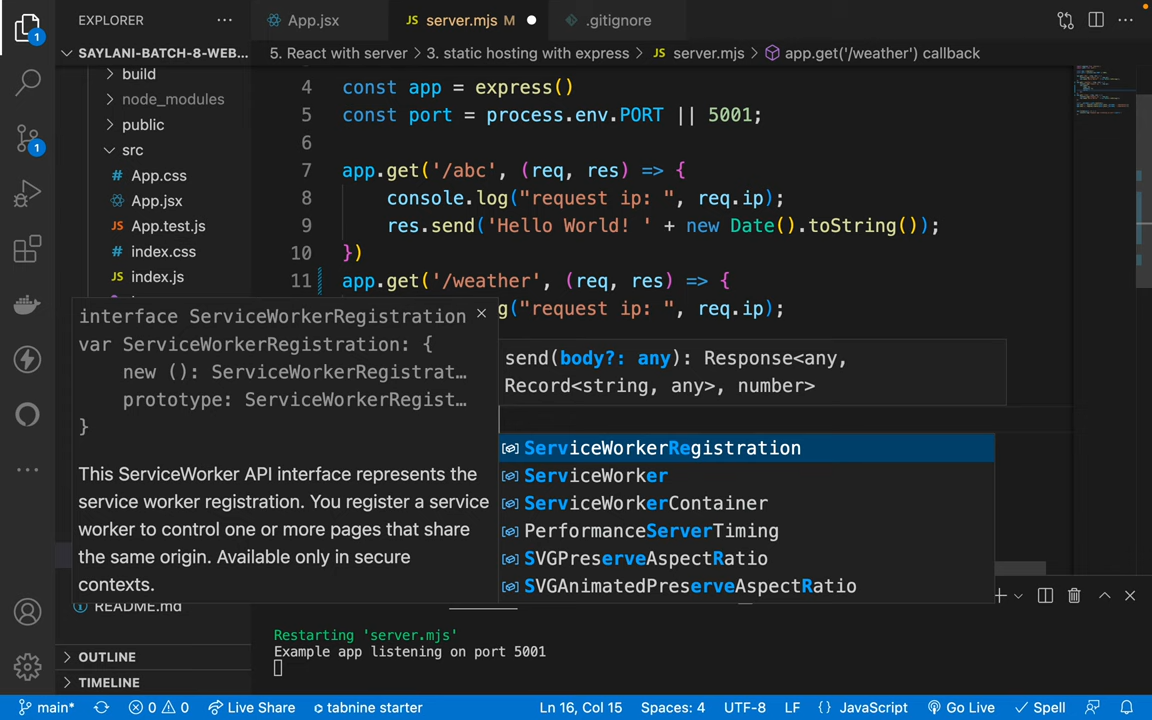 EXPLORER
App.jsx
JS server.mjs M
.gitignore
SAYLANI-BATCH-8-WEB...
5. React with server > 3. static hosting with express > JS server.mjs > app.get('/weather') callback
build
node_modules
public
src
App.css
App.jsx
App.test.js
index.css
JS index.js
README.md
OUTLINE
TIMELINE
4 const app = express()
5 const port = process.env.PORT || 5001;
6
7 app.get('/abc', (req, res) => {
8 console.log("request ip: ", req.ip);
9 res.send('Hello World! ' + new Date().toString());
10 })
11 app.get('/weather', (req, res) => {
g("request ip: ", req.ip);
interface ServiceWorkerRegistration
var ServiceWorkerRegistration: {
new (): ServiceWorkerRegistrat...
prototype: ServiceWorkerRegist...
}
This ServiceWorker API interface represents the
service worker registration. You register a service
worker to control one or more pages that share
the same origin. Available only in secure
contexts.
send(body?: any): Response<any,
Record<string, any>, number>
ServiceWorkerRegistration
ServiceWorker
ServiceWorkerContainer
PerformanceServerTiming
SVGPreserveAspectRatio
SVGAnimatedPreserveAspectRatio
Restarting 'server.mjs'
Example app listening on port 5001
1
1
main* 0 0 Live Share tabnine starter Ln 16, Col 15 Spaces: 4 UTF-8 LF {} JavaScript Go Live Spell